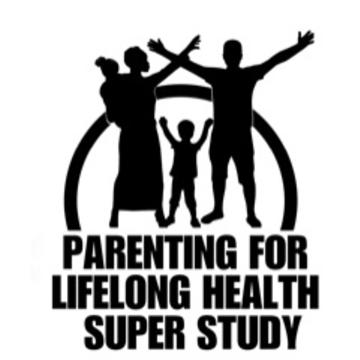 PARENTING FOR
LIFELONG HEALTH
SUPER STUDY